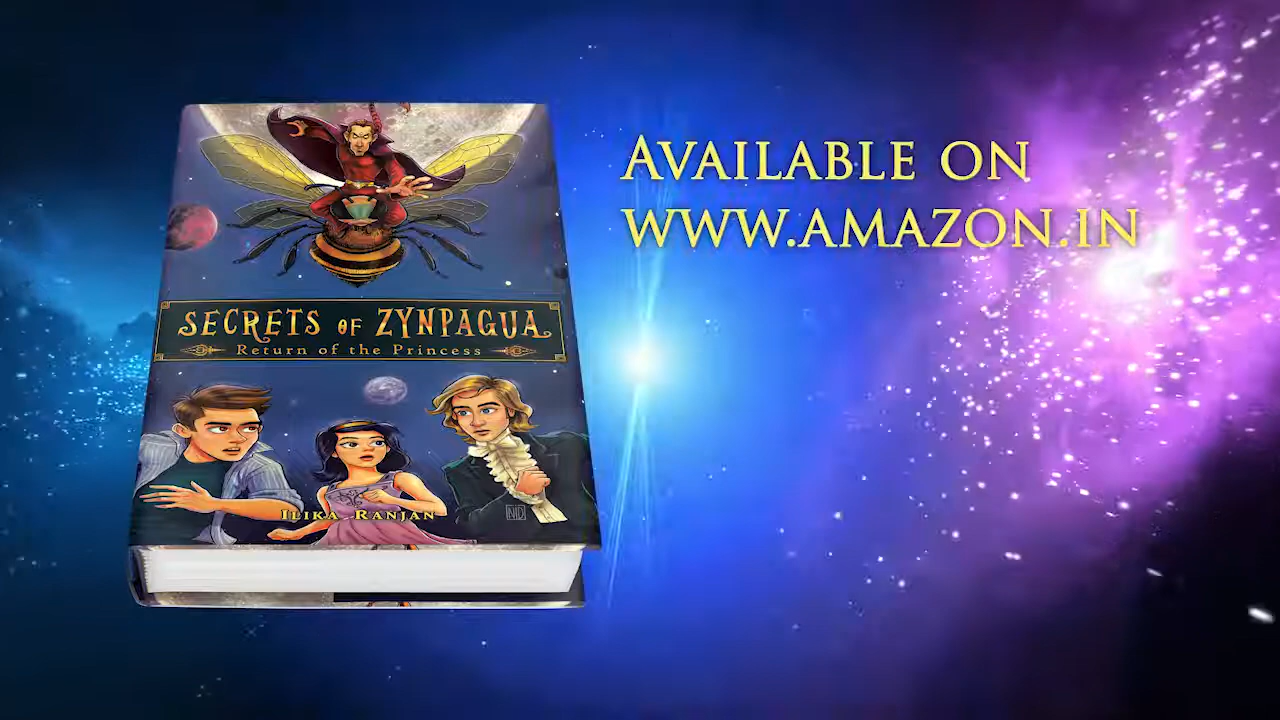 AVAILABLE ON
WWW.AMAZON.IN
SECRETS OF ZYNPAGUA
Return of the Princess
ILIKA RANJAN